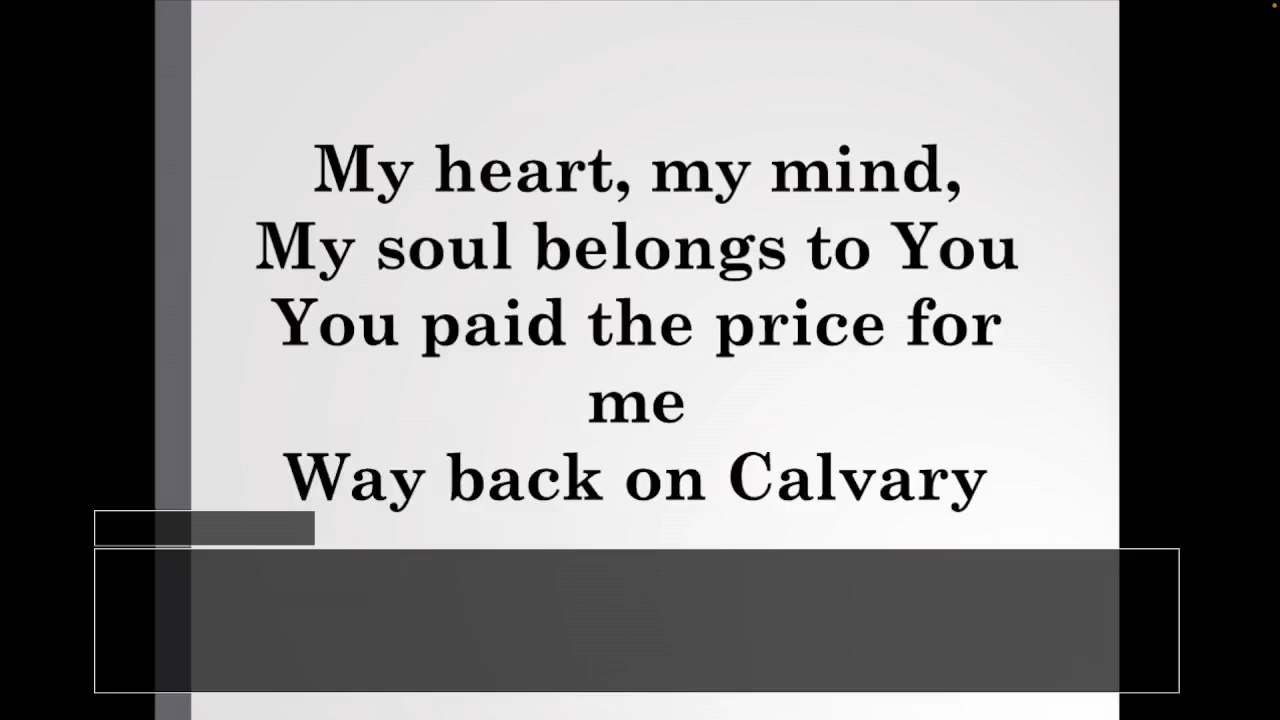 My heart, my mind,
My soul belongs to You
You paid the price for
me
Way back on Calvary